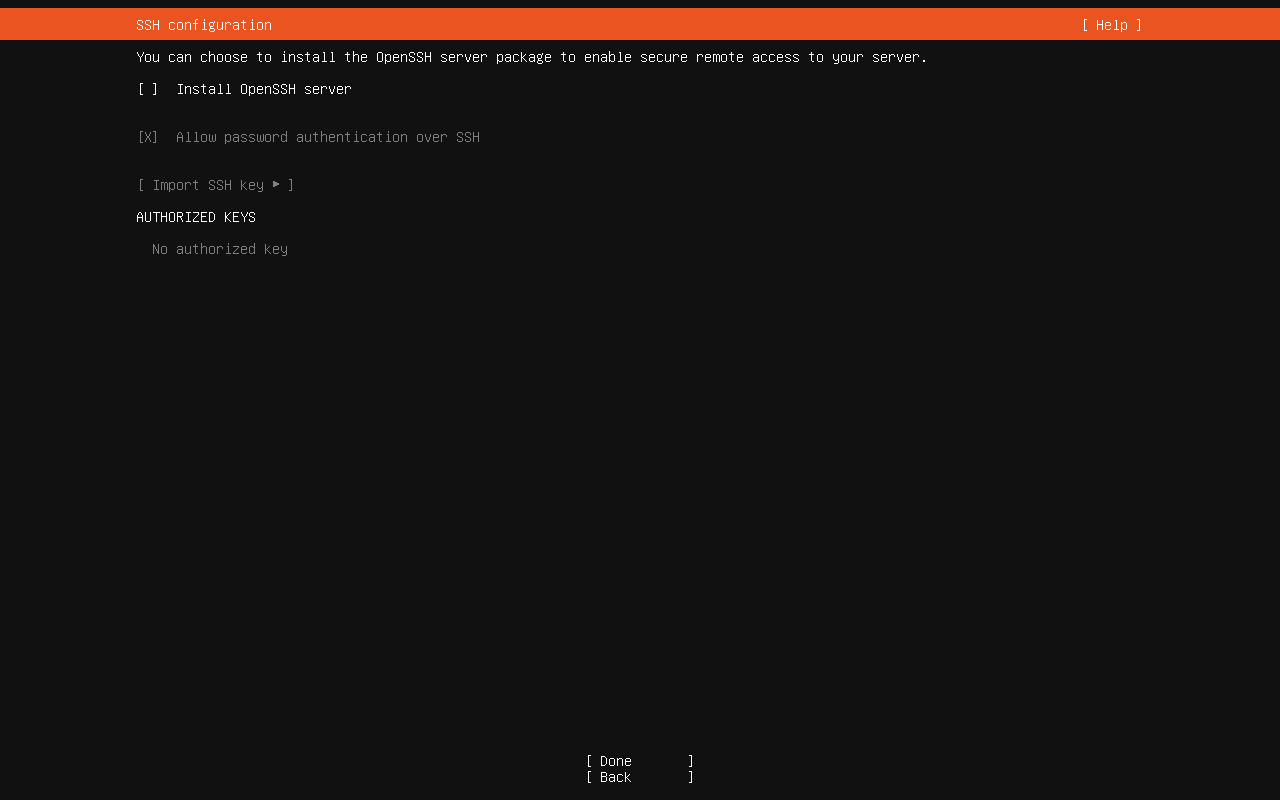 SSH configuration [ Help ]
You can choose to install the OpenSSH server package to enable secure remote access to your server.
[ ] Install OpenSSH server
[X] Allow password authentication over SSH
[ Import SSH key ▸ ]
AUTHORIZED KEYS
No authorized key
[ Done ]
[ Back ]